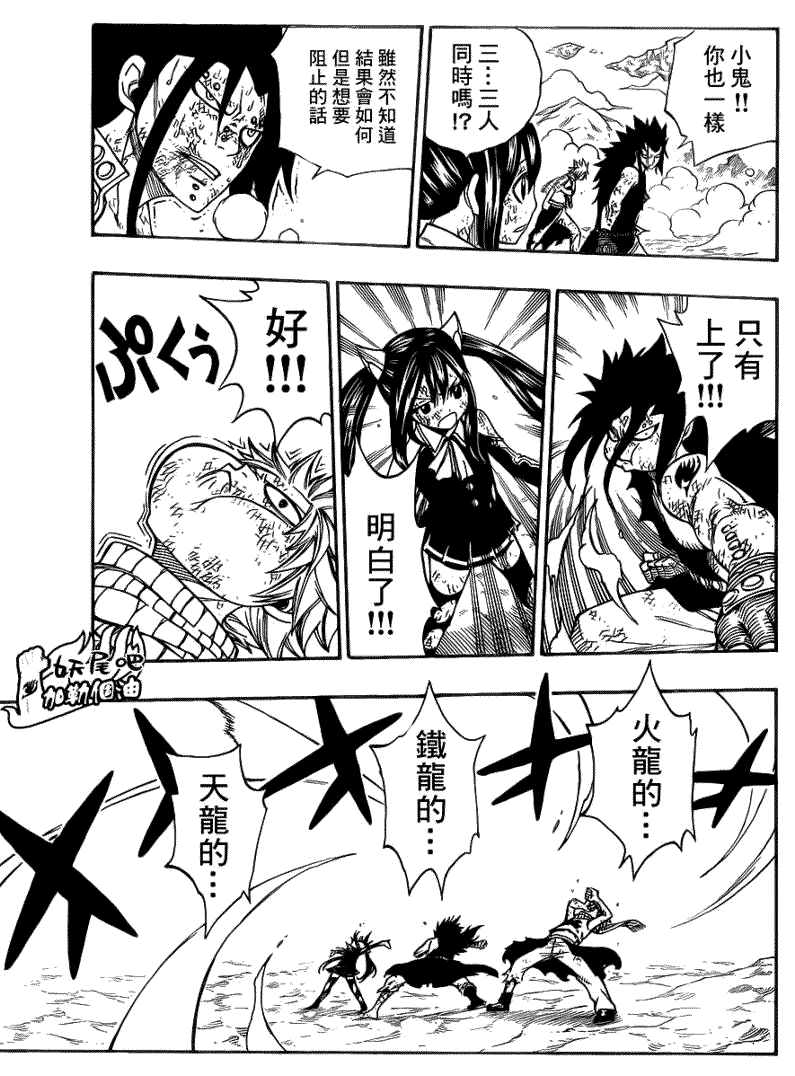 小鬼!!
你也一樣
三…三人
同時嗎!?
雖然不知道
結果會如何
但是想要
阻止的話
只有
上了!!!
明白了!!!
好!!!
ぷくぅ
火龍的…
鐵龍的…
天龍的…
妖尾吧
加勒個油